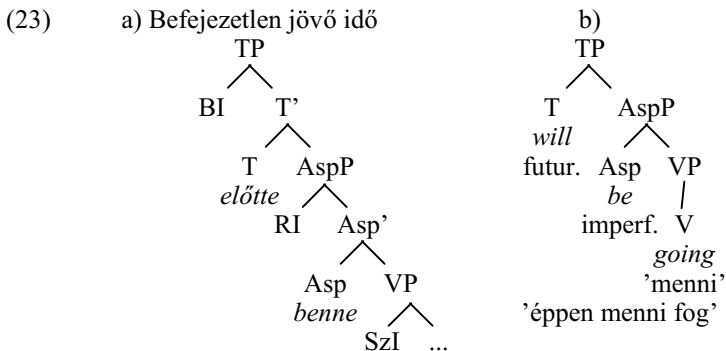 (23) a) Befejezetlen jövő idő b)
TP TP
BI T’ T AspP
will
T AspP futur. Asp VP
előtte be
RI Asp’ imperf. V
going
Asp VP ’menni’
benne ’éppen menni fog’
SzI ...